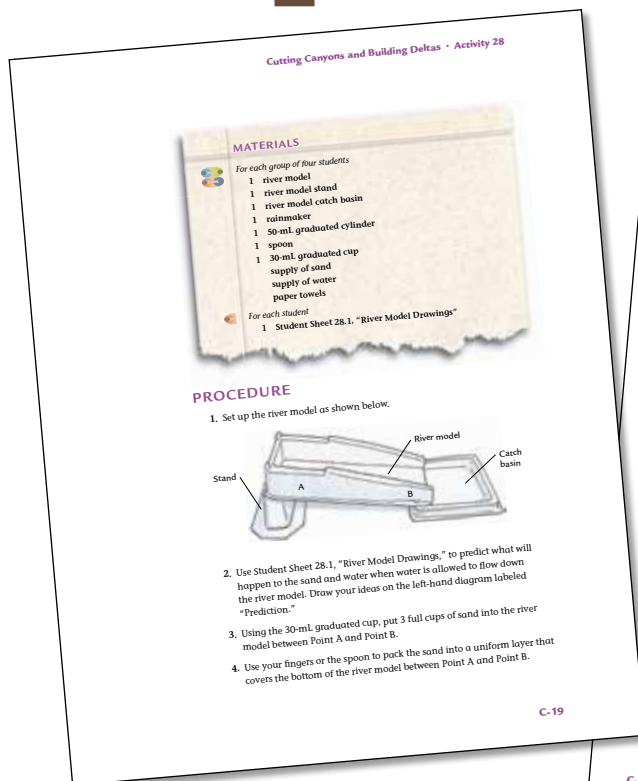 Cutting Canyons and Building Deltas • Activity 28
MATERIALS
For each group of four students
1 river model
1 river model stand
1 river model catch basin
1 rainmaker
1 50-mL graduated cylinder
1 spoon
1 30-mL graduated cup
supply of sand
supply of water
paper towels
For each student
1 Student Sheet 28.1, "River Model Drawings"
PROCEDURE
1. Set up the river model as shown below.
River model
Catch
basin
Stand
A
B
2. Use Student Sheet 28.1, "River Model Drawings," to predict what will
happen to the sand and water when water is allowed to flow down
the river model. Draw your ideas on the left-hand diagram labeled
"Prediction."
3. Using the 30-mL graduated cup, put 3 full cups of sand into the river
model between Point A and Point B.
4. Use your fingers or the spoon to pack the sand into a uniform layer that
covers the bottom of the river model between Point A and Point B.
C-19